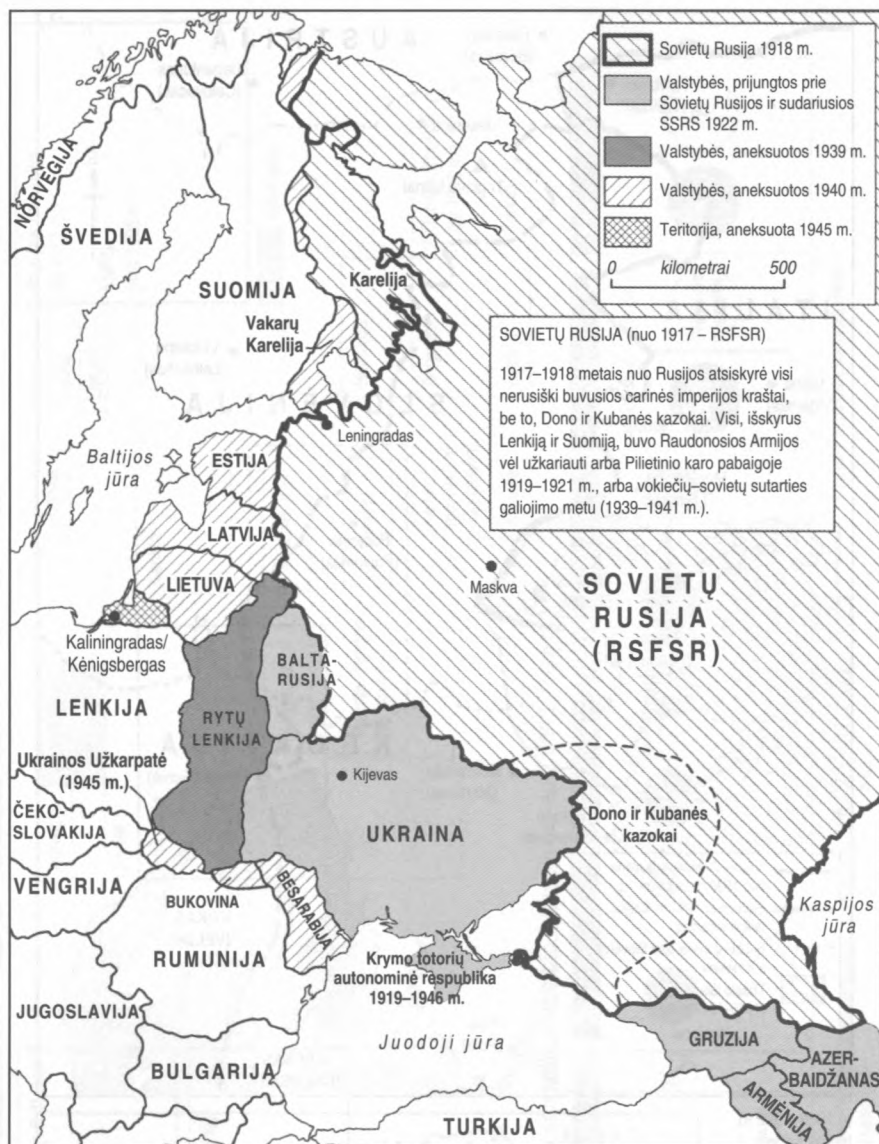 Sovietų Rusija 1918 m.
Valstybės, prijungtos prie
Sovietų Rusijos ir sudariusios
SSRS 1922 m.
Valstybės, aneksuotos 1939 m.
Valstybės, aneksuotos 1940 m.
Teritorija, aneksuota 1945 m.
0 kilometrai 500
SOVIETŲ RUSIJA (nuo 1917 – RSFSR)
1917–1918 metais nuo Rusijos atsiskyrė visi
nerusiški buvusios carinės imperijos kraštai,
be to, Dono ir Kubanės kazokai. Visi, išskyrus
Lenkiją ir Suomiją, buvo Raudonosios Armijos
vėl užkariauti arba Pilietinio karo pabaigoje
1919–1921 m., arba vokiečių–sovietų sutarties
galiojimo metu (1939–1941 m.).
NORVEGIJA
ŠVEDIJA
SUOMIJA
Karelija
Vakarų
Karelija
Leningradas
Baltijos
jūra
ESTIJA
LATVIJA
LIETUVA
Maskva
SOVIETŲ
RUSIJA
(RSFSR)
Kaliningradas/
Kėnigsbergas
BALTA-
RUSIJA
LENKIJA
RYTŲ
LENKIJA
Ukrainos Užkarpatė
(1945 m.)
Kijevas
ČEKO-
SLOVAKIJA
UKRAINA
Dono ir Kubanės
kazokai
VENGRIJA
BUKOVINA
BESARABIJA
Kaspijos
jūra
RUMUNIJA
Krymo totorių
autonominė respublika
1919–1946 m.
JUGOSLAVIJA
Juodoji jūra
GRUZIJA
AZER-
BAIDŽANAS
BULGARIJA
ARMĖNIJA
TURKIJA